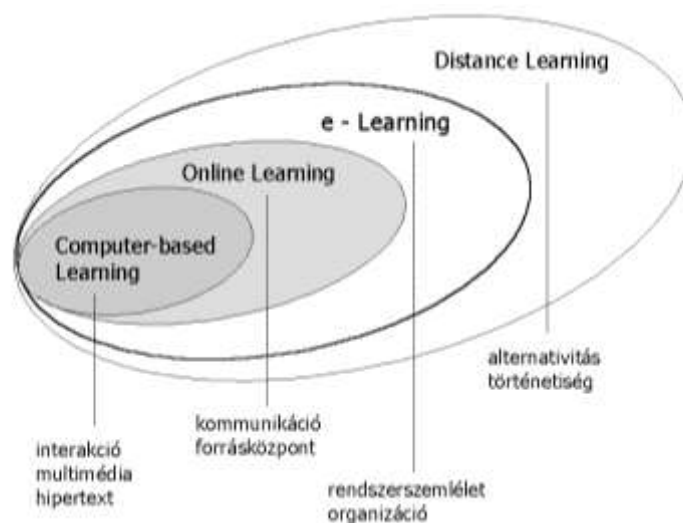 Distance Learning
e - Learning
Online Learning
Computer-based
Learning
alternativitás
történetiség
kommunikáció
forrásközpont
interakció
multimédia
hipertext
rendszerszemlélet
organizáció